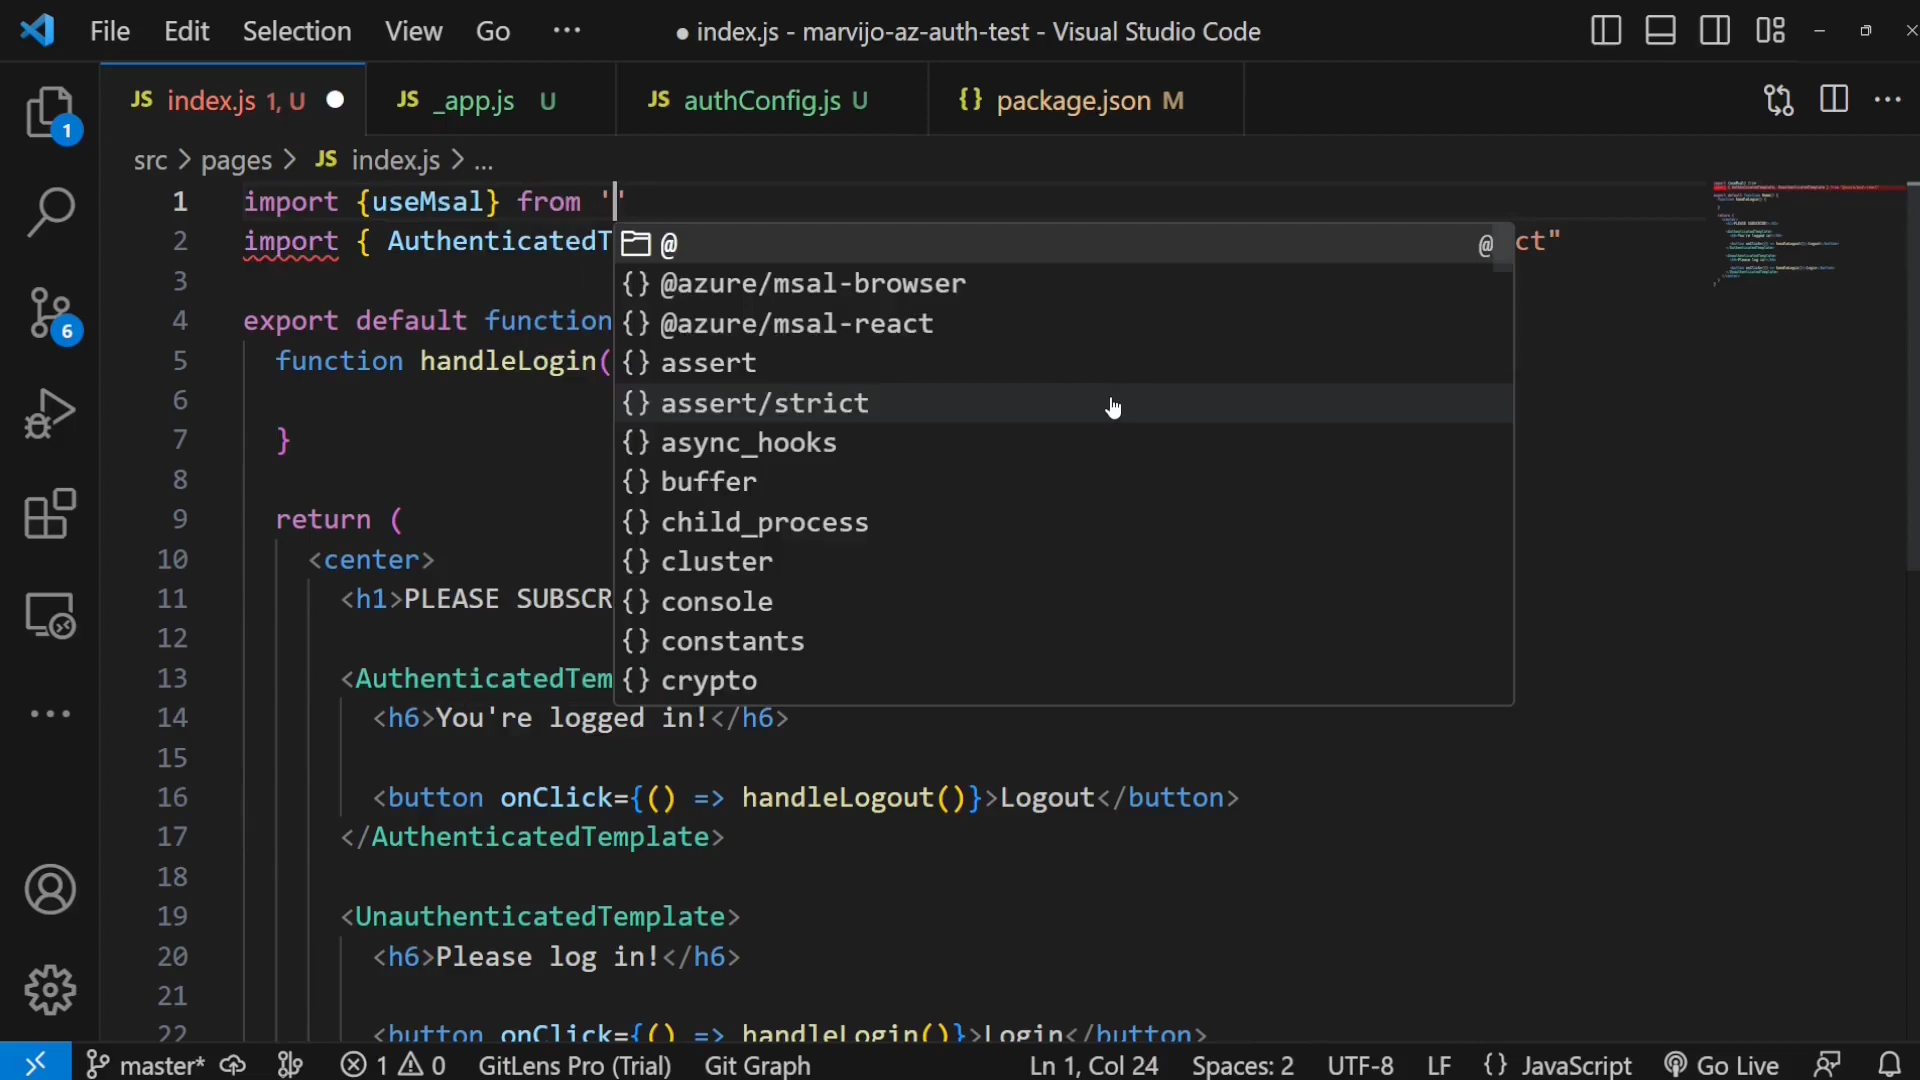 File Edit Selection View Go ··· ● index.js - marvijo-az-auth-test - Visual Studio Code
JS index.js 1, U ● JS _app.js U JS authConfig.js U {} package.json M
1
src > pages > JS index.js > ...
1 import {useMsal} from ''
2 import { AuthenticatedT ct"
3
4 export default function
5 function handleLogin(
6
7 }
8
9 return (
10 <center>
11 <h1>PLEASE SUBSCR
12
13 <AuthenticatedTem
14 <h6>You're logged in!</h6>
15
16 <button onClick={() => handleLogout()}>Logout</button>
17 </AuthenticatedTemplate>
18
19 <UnauthenticatedTemplate>
20 <h6>Please log in!</h6>
21
22 <button onClick={() => handleLogin()}>Login</button>
@ @
{} @azure/msal-browser
{} @azure/msal-react
{} assert
{} assert/strict
{} async_hooks
{} buffer
{} child_process
{} cluster
{} console
{} constants
{} crypto
6
master* 1 0 GitLens Pro (Trial) Git Graph Ln 1, Col 24 Spaces: 2 UTF-8 LF {} JavaScript Go Live